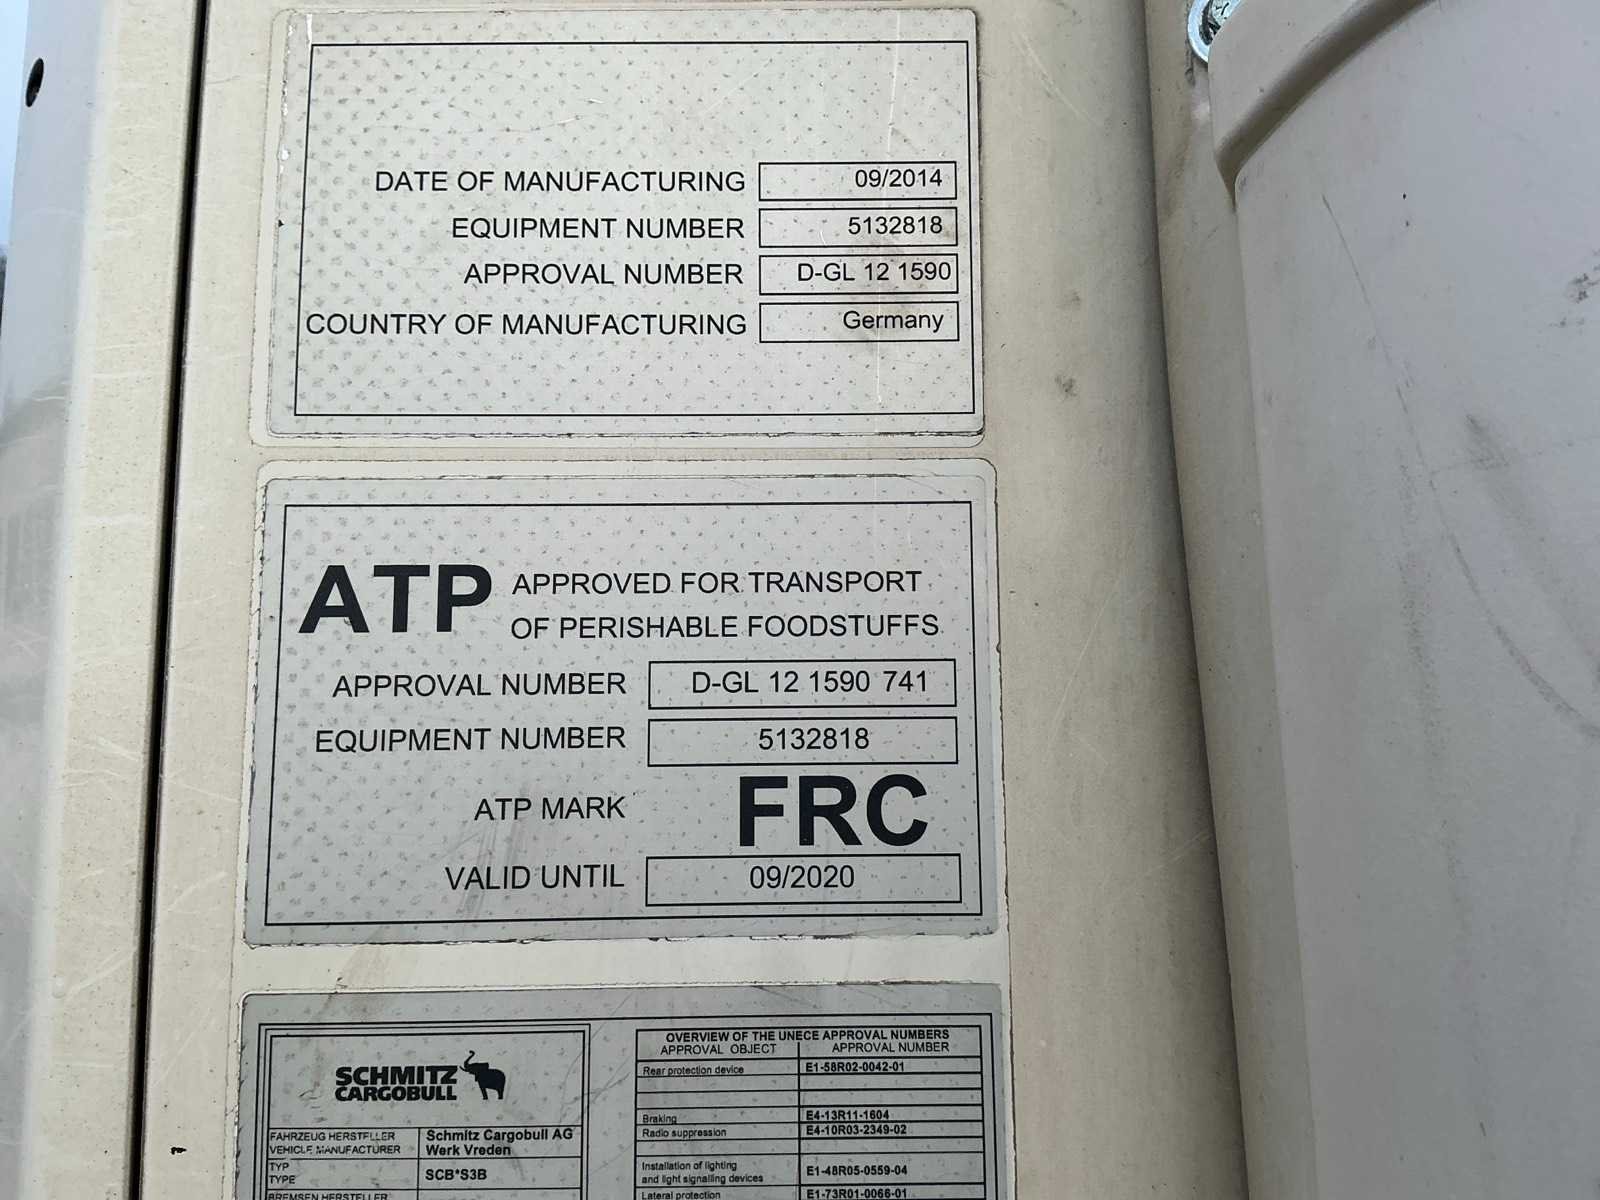 DATE OF MANUFACTURING 09/2014
EQUIPMENT NUMBER 5132818
APPROVAL NUMBER D-GL 12 1590
COUNTRY OF MANUFACTURING Germany
ATP APPROVED FOR TRANSPORT
OF PERISHABLE FOODSTUFFS
APPROVAL NUMBER D-GL 12 1590 741
EQUIPMENT NUMBER 5132818
ATP MARK FRC
VALID UNTIL 09/2020
SCHMITZ
CARGOBULL
FAHRZEUG HERSTELLER Schmitz Cargobull AG
VEHICLE MANUFACTURER Werk Vreden
TYP
TYPE SCB*S3B
BREMSEN HERSTELLER
OVERVIEW OF THE UNECE APPROVAL NUMBERS
APPROVAL OBJECT APPROVAL NUMBER
Rear protection device E1-58R02-0042-01
Braking E4-13R11-1604
Radio suppression E4-10R03-2349-02
Installation of lighting
and light signalling devices E1-48R05-0559-04
Lateral protection E1-73R01-0066-01